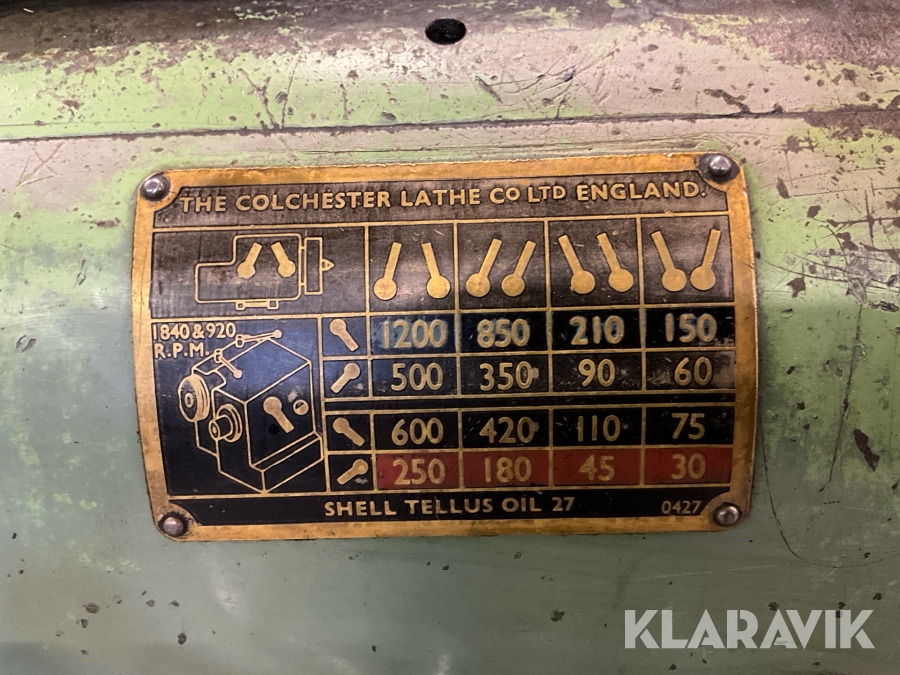 THE COLCHESTER LATHE CO LTD ENGLAND.
1840 & 920
R.P.M.
1200 850 210 150
500 350 90 60
600 420 110 75
250 180 45 30
SHELL TELLUS OIL 27 0427
KLARAVIK